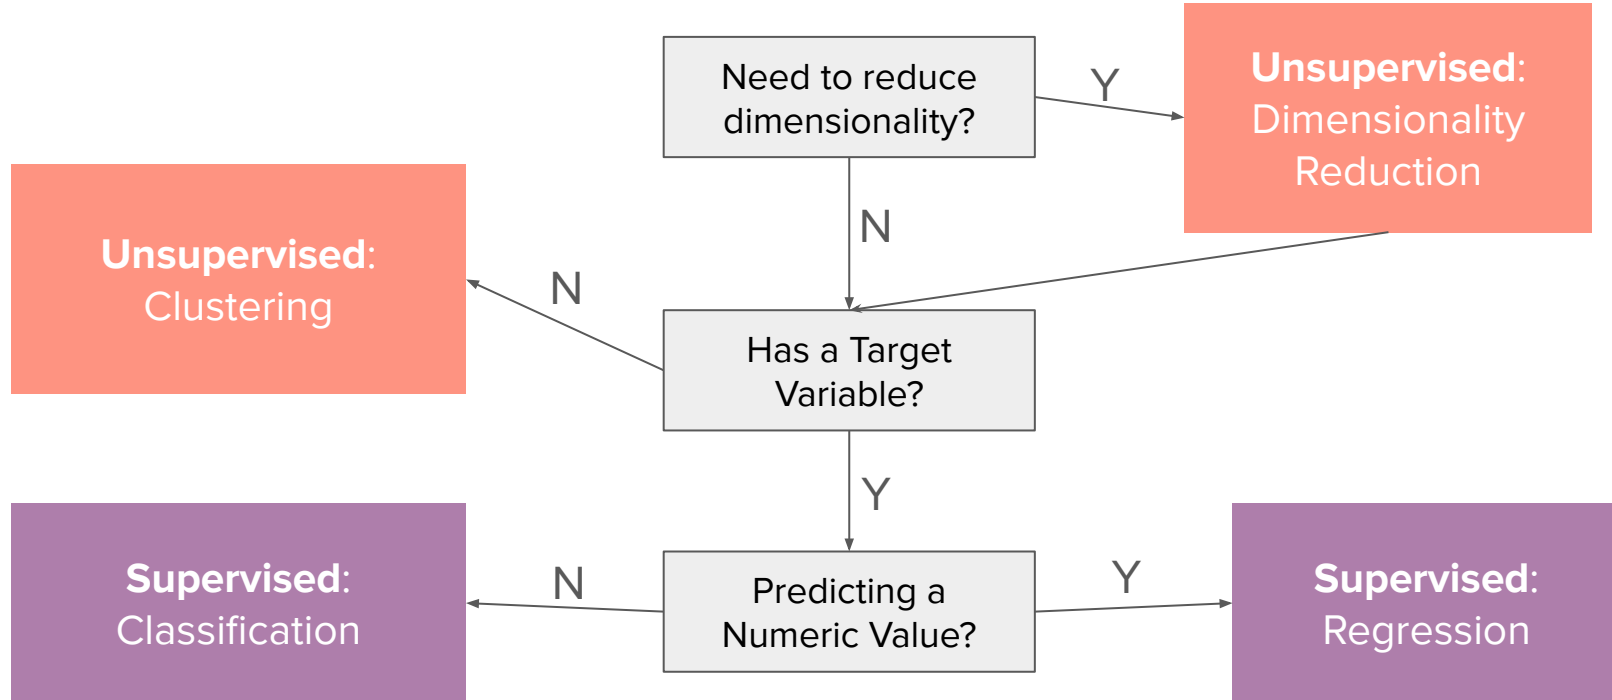 Need to reduce
dimensionality?
Y
Unsupervised:
Dimensionality
Reduction
N
Unsupervised:
Clustering
N
Has a Target
Variable?
Y
Supervised:
Classification
N
Predicting a
Numeric Value?
Y
Supervised:
Regression